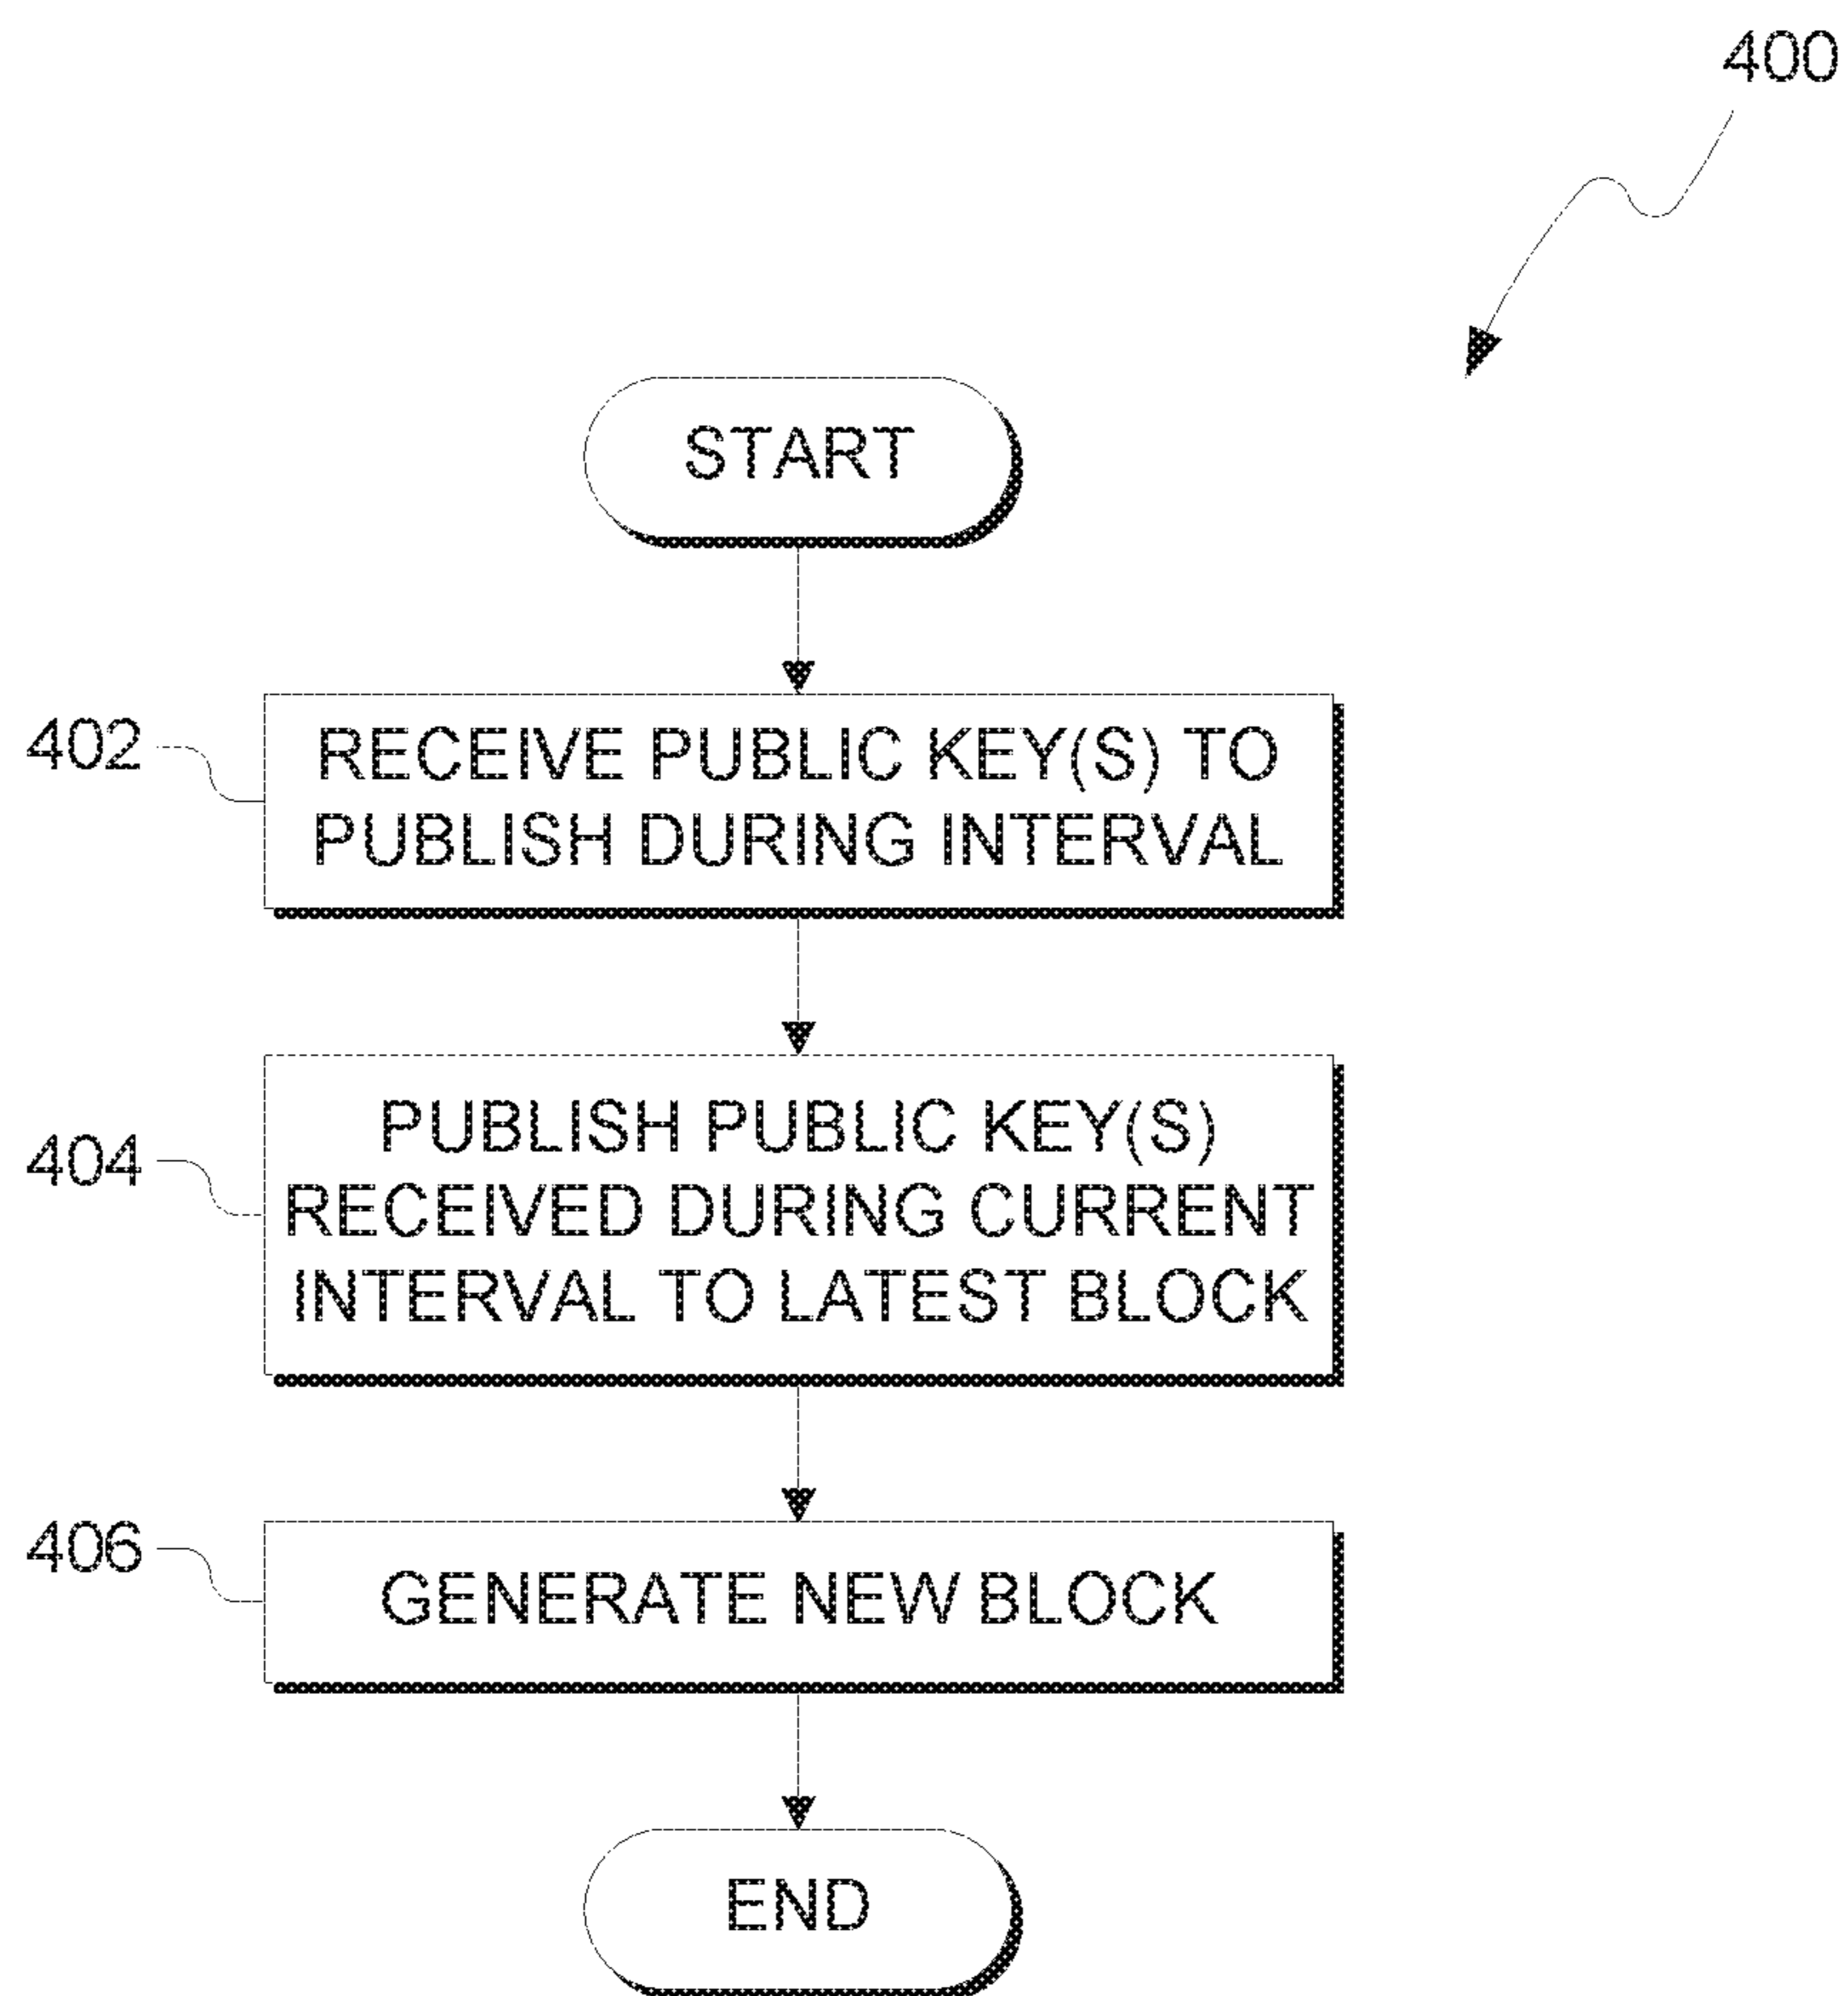 400
START
402
RECEIVE PUBLIC KEY(S) TO
PUBLISH DURING INTERVAL
404
PUBLISH PUBLIC KEY(S)
RECEIVED DURING CURRENT
INTERVAL TO LATEST BLOCK
406
GENERATE NEW BLOCK
END